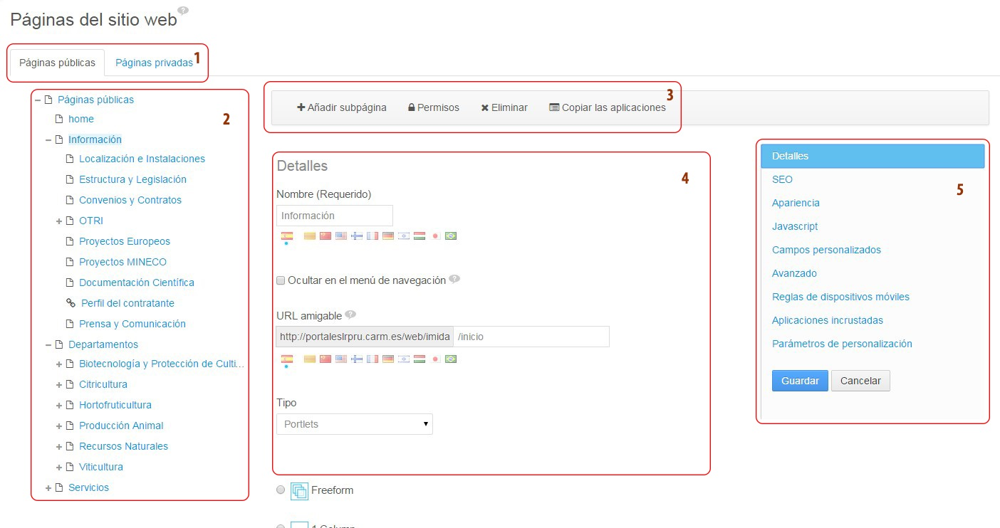 Páginas del sitio web
Páginas públicas
Páginas privadas
1
Páginas públicas
2
home
Información
Localización e Instalaciones
Estructura y Legislación
Convenios y Contratos
OTRI
Proyectos Europeos
Proyectos MINECO
Documentación Científica
Perfil del contratante
Prensa y Comunicación
Departamentos
Biotecnología y Protección de Culti...
Citricultura
Hortofruticultura
Producción Animal
Recursos Naturales
Viticultura
Servicios
3
Añadir subpágina
Permisos
Eliminar
Copiar las aplicaciones
Detalles
4
Nombre (Requerido)
Información
Ocultar en el menú de navegación
URL amigable
http://portaleslrpru.carm.es/web/imida
/inicio
Tipo
Portlets
Freeform
1 Column
Detalles
SEO
5
Apariencia
Javascript
Campos personalizados
Avanzado
Reglas de dispositivos móviles
Aplicaciones incrustadas
Parámetros de personalización
Guardar
Cancelar